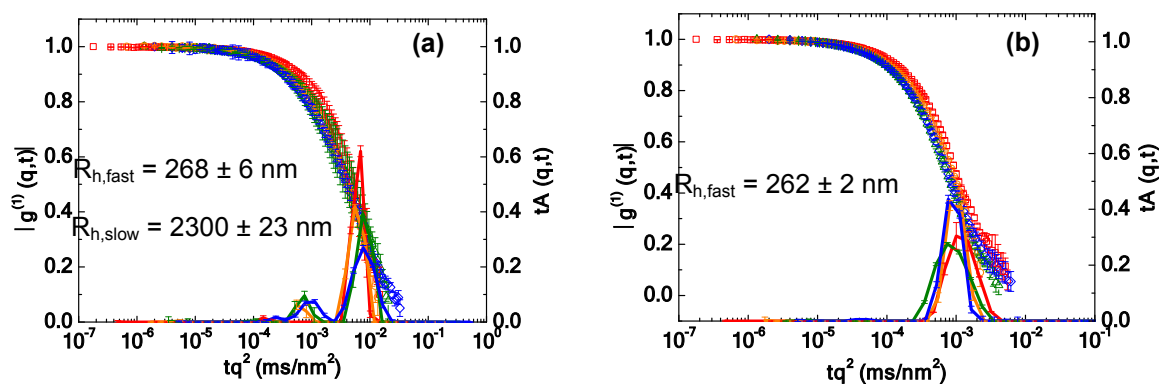 10⁻⁷ 10⁻⁶ 10⁻⁵ 10⁻⁴ 10⁻³ 10⁻² 10⁻¹ 10⁰
0.0
0.2
0.4
0.6
0.8
1.0
| g⁽¹⁾ (q,t)|
tq² (ms/nm²)
(a)
R_h,fast = 268 ± 6 nm
R_h,slow = 2300 ± 23 nm
0.0
0.2
0.4
0.6
0.8
1.0
tA (q,t)
10⁻⁷ 10⁻⁶ 10⁻⁵ 10⁻⁴ 10⁻³ 10⁻² 10⁻¹
0.0
0.2
0.4
0.6
0.8
1.0
| g⁽¹⁾ (q,t)|
tq² (ms/nm²)
(b)
R_h,fast = 262 ± 2 nm
0.0
0.2
0.4
0.6
0.8
1.0
tA (q,t)